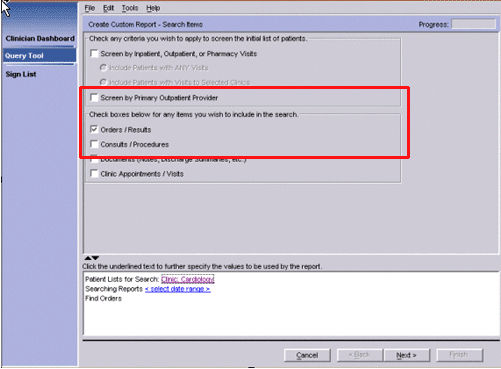 File Edit Tools Help
Clinician Dashboard
Query Tool
Sign List
Create Custom Report - Search Items
Progress:
Check any criteria you wish to apply to screen the initial list of patients.
Screen by Inpatient, Outpatient, or Pharmacy Visits
Include Patients with ANY Visits
Include Patients with Visits to Selected Clinics
Screen by Primary Outpatient Provider
Check boxes below for any items you wish to include in the search.
Orders / Results
Consults / Procedures
Documents (Notes, Discharge Summaries, etc.)
Clinic Appointments / Visits
Click the underlined text to further specify the values to be used by the report.
Patient Lists for Search: Clinic: Cardiology
Searching Reports < select date range >
Find Orders
Cancel < Back Next > Finish